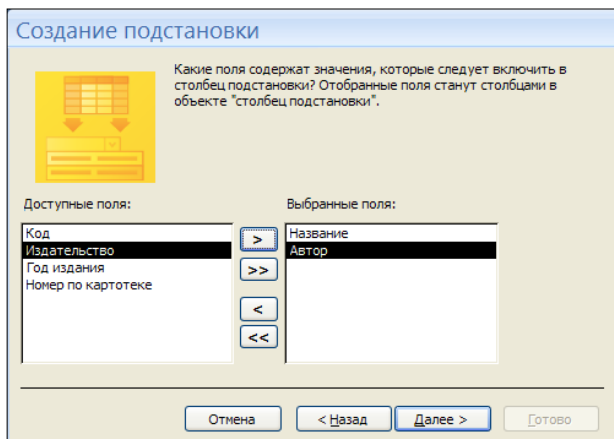 Создание подстановки
Какие поля содержат значения, которые следует включить в
столбец подстановки? Отобранные поля станут столбцами в
объекте "столбец подстановки".
Доступные поля:
Выбранные поля:
Код
Издательство
Год издания
Номер по картотеке
>
>>
<
<<
Название
Автор
Отмена
< Назад
Далее >
Готово